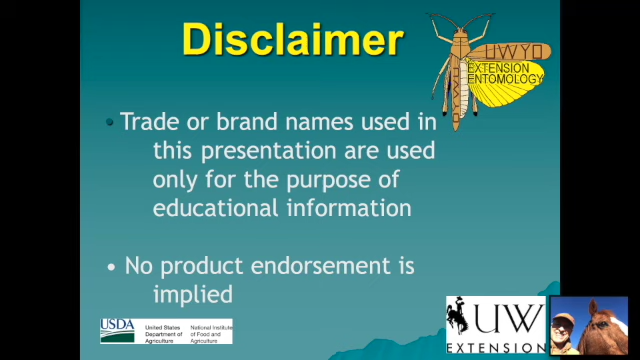 Disclaimer
UWYO
EXTENSION
ENTOMOLOGY
• Trade or brand names used in
this presentation are used
only for the purpose of
educational information
• No product endorsement is
implied
USDA
United States
Department of
Agriculture
National Institute
of Food and
Agriculture
UW
EXTENSION